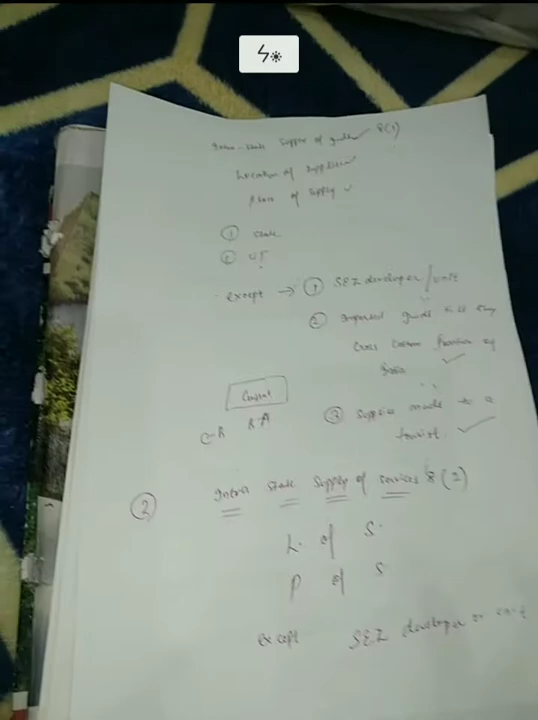 Intra-State Supply of goods 8(1)
Location of supplier
Place of Supply
① State
② UT
except → ① SEZ developer/unit
② Imported goods till they
Cross Custom frontier of
India
Control
③ Supplies made to a
tourist
② Intra State Supply of Services 8(2)
L. of S.
P of S
except SEZ developer or unit